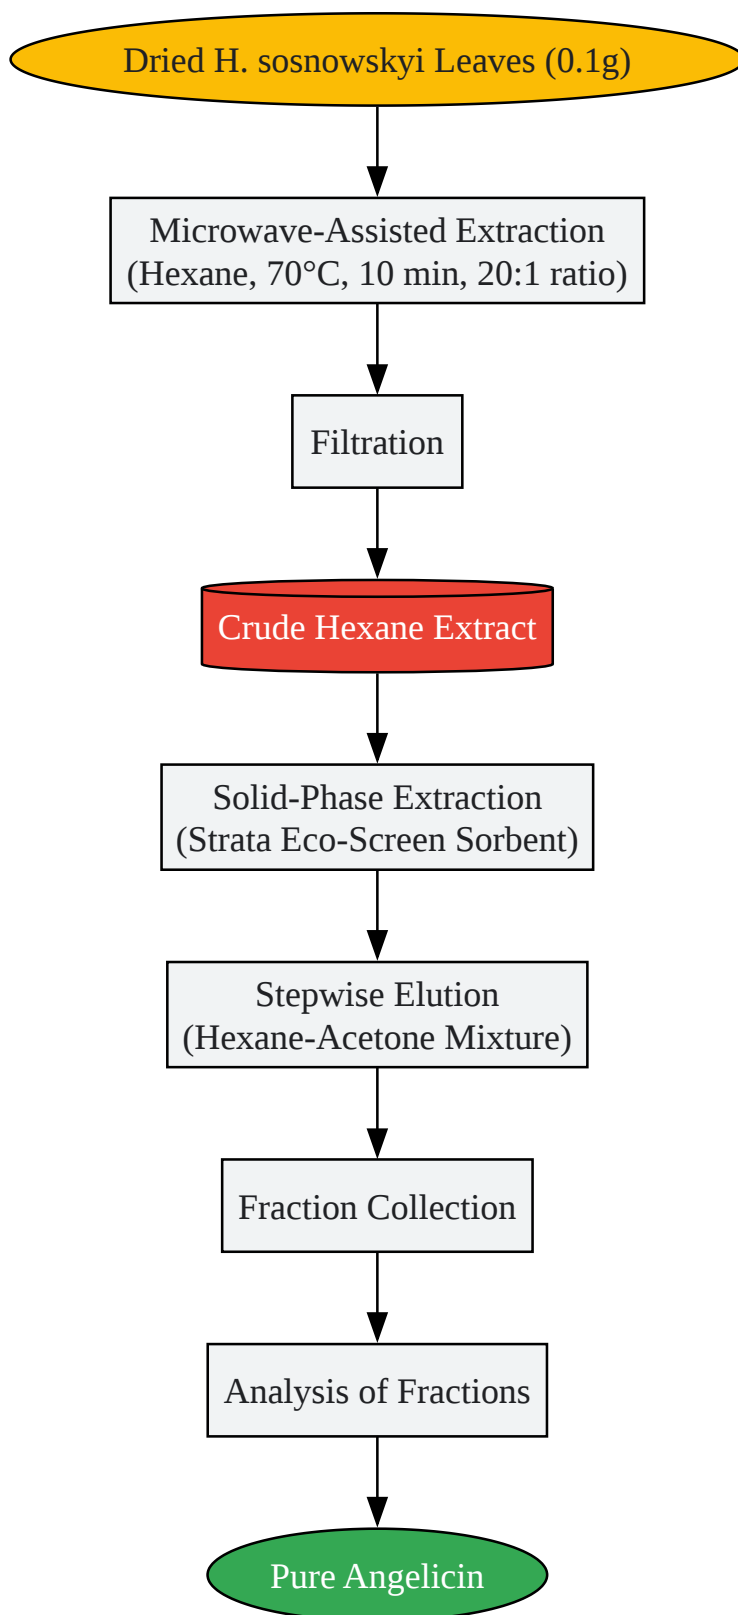 Dried H. sosnowskyi Leaves (0.1g)
Microwave-Assisted Extraction
(Hexane, 70°C, 10 min, 20:1 ratio)
Filtration
Crude Hexane Extract
Solid-Phase Extraction
(Strata Eco-Screen Sorbent)
Stepwise Elution
(Hexane-Acetone Mixture)
Fraction Collection
Analysis of Fractions
Pure Angelicin